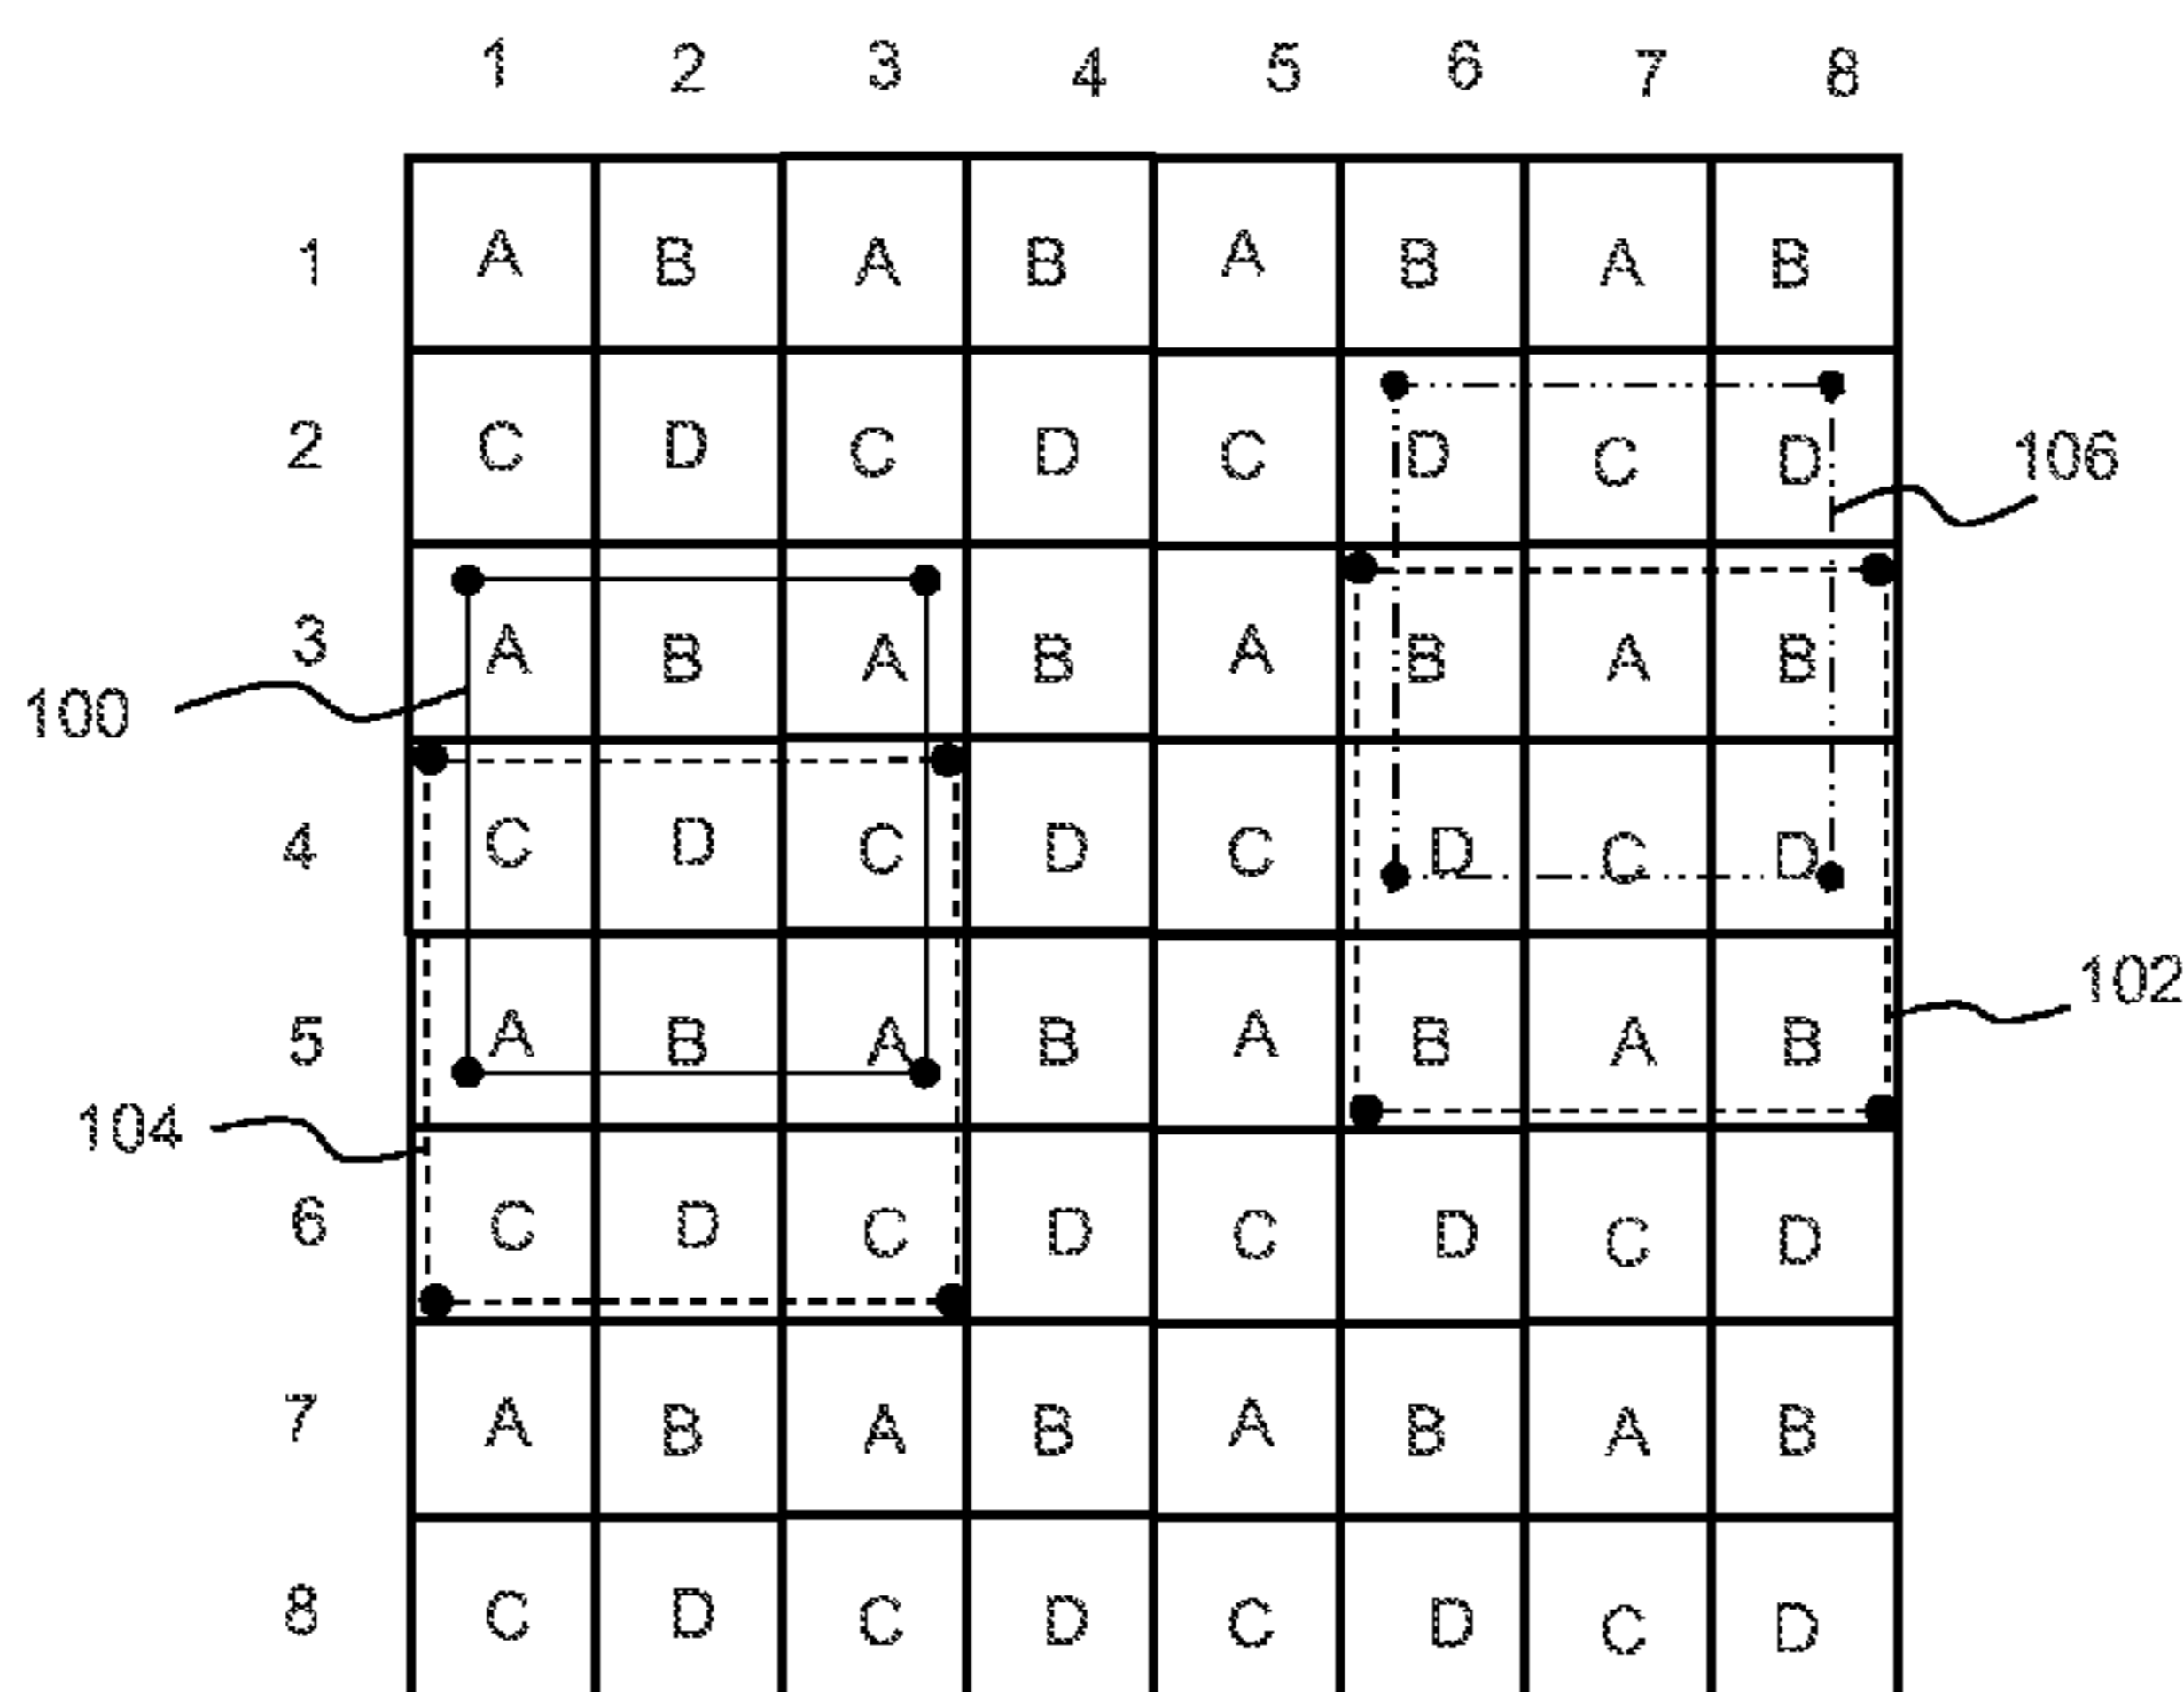 1 2 3 4 5 6 7 8
1 A B A B A B A B
2 C D C D C D C D
106
3 A B A B A B A B
100
4 C D C D C D C D
102
5 A B A B A B A B
104
6 C D C D C D C D
7 A B A B A B A B
8 C D C D C D C D